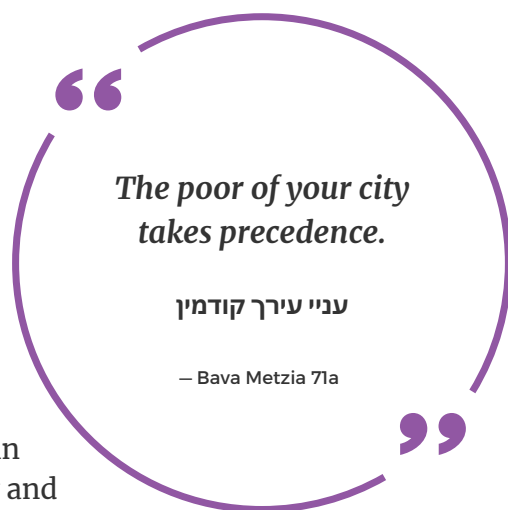 “
The poor of your city
takes precedence.
עניי עירך קודמין
— Bava Metzia 71a
”
and